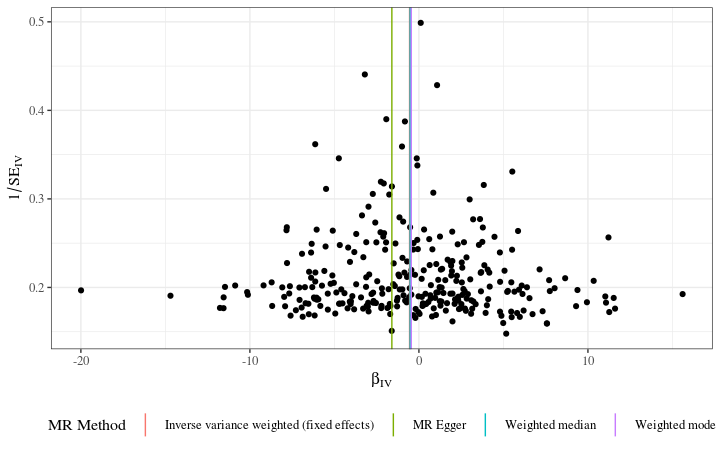 0.5
0.4
0.3
0.2
1/SE_IV
-20
-10
0
10
β_IV
MR Method
Inverse variance weighted (fixed effects)
MR Egger
Weighted median
Weighted mode